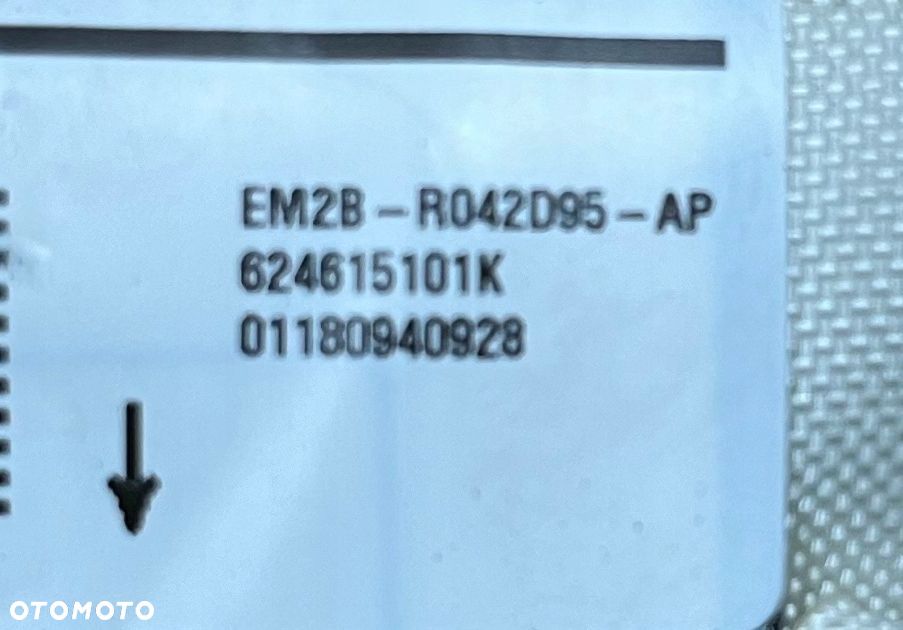 EM2B - R042D95 - AP
624615101K
01180940928
OTOMOTO